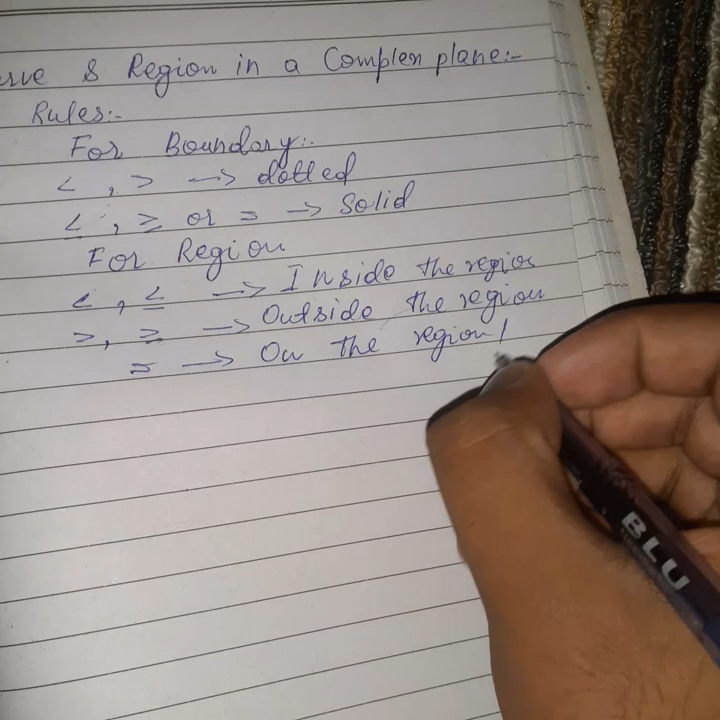 rve & Region in a Complex plane:-
Rules:-
For Boundary:-
< , > → dotted
≤ , ≥ or = → Solid
For Region
< , ≤ → Inside the region
>, ≥ → Outside the region
= → On the region /
BLU